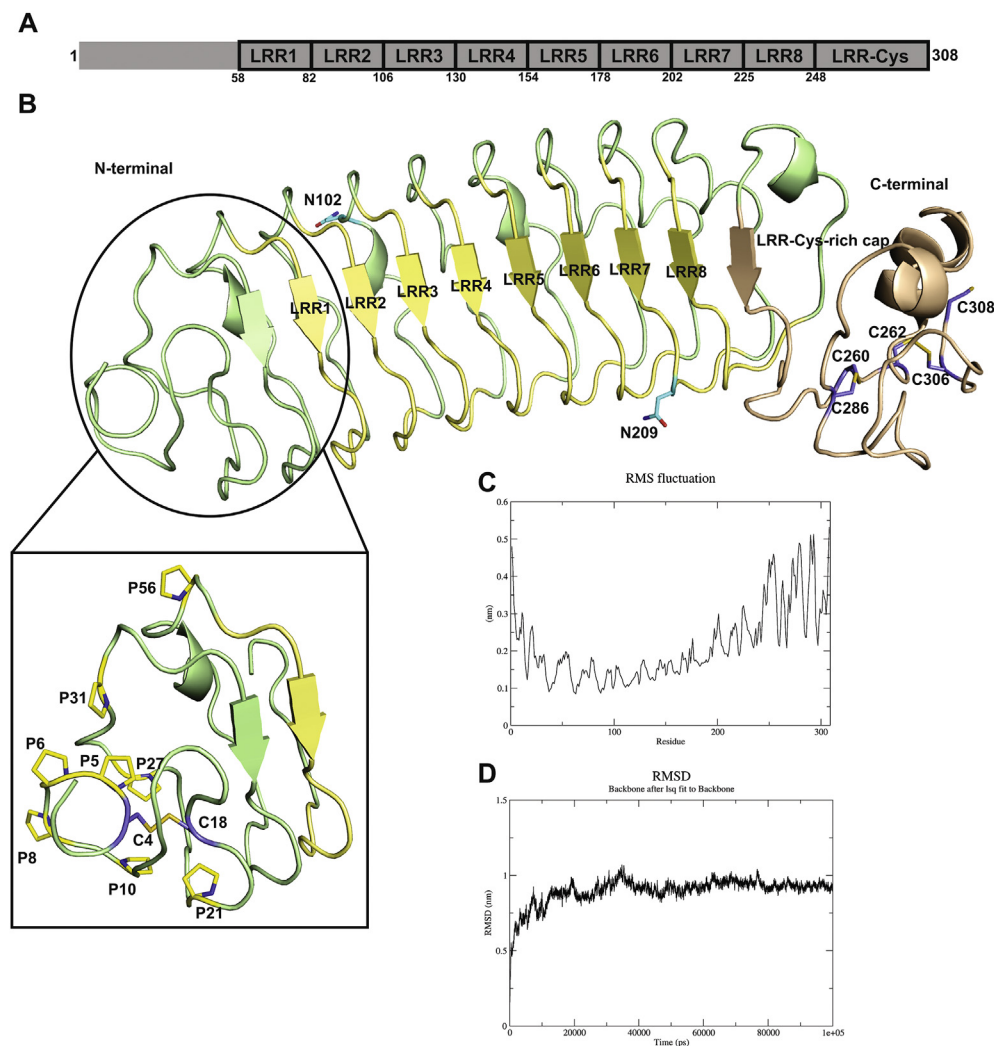 A
1 LRR1 LRR2 LRR3 LRR4 LRR5 LRR6 LRR7 LRR8 LRR-Cys 308
58 82 106 130 154 178 202 225 248
B
N-terminal
C-terminal
N102
LRR-Cys-rich cap
LRR1 LRR2 LRR3 LRR4 LRR5 LRR6 LRR7 LRR8
C308
C262
C260
C306
C286
N209
C
RMS fluctuation
0.6
0.5
0.4
0.3
0.2
0.1
0
(nm)
0 100 200 300
Residue
P56
P31
P6
P5
P27
C18
C4
P8
P10
P21
D
RMSD
Backbone after lsq fit to Backbone
1.5
1
0.5
0
RMSD (nm)
0 20000 40000 60000 80000 1e+05
Time (ps)